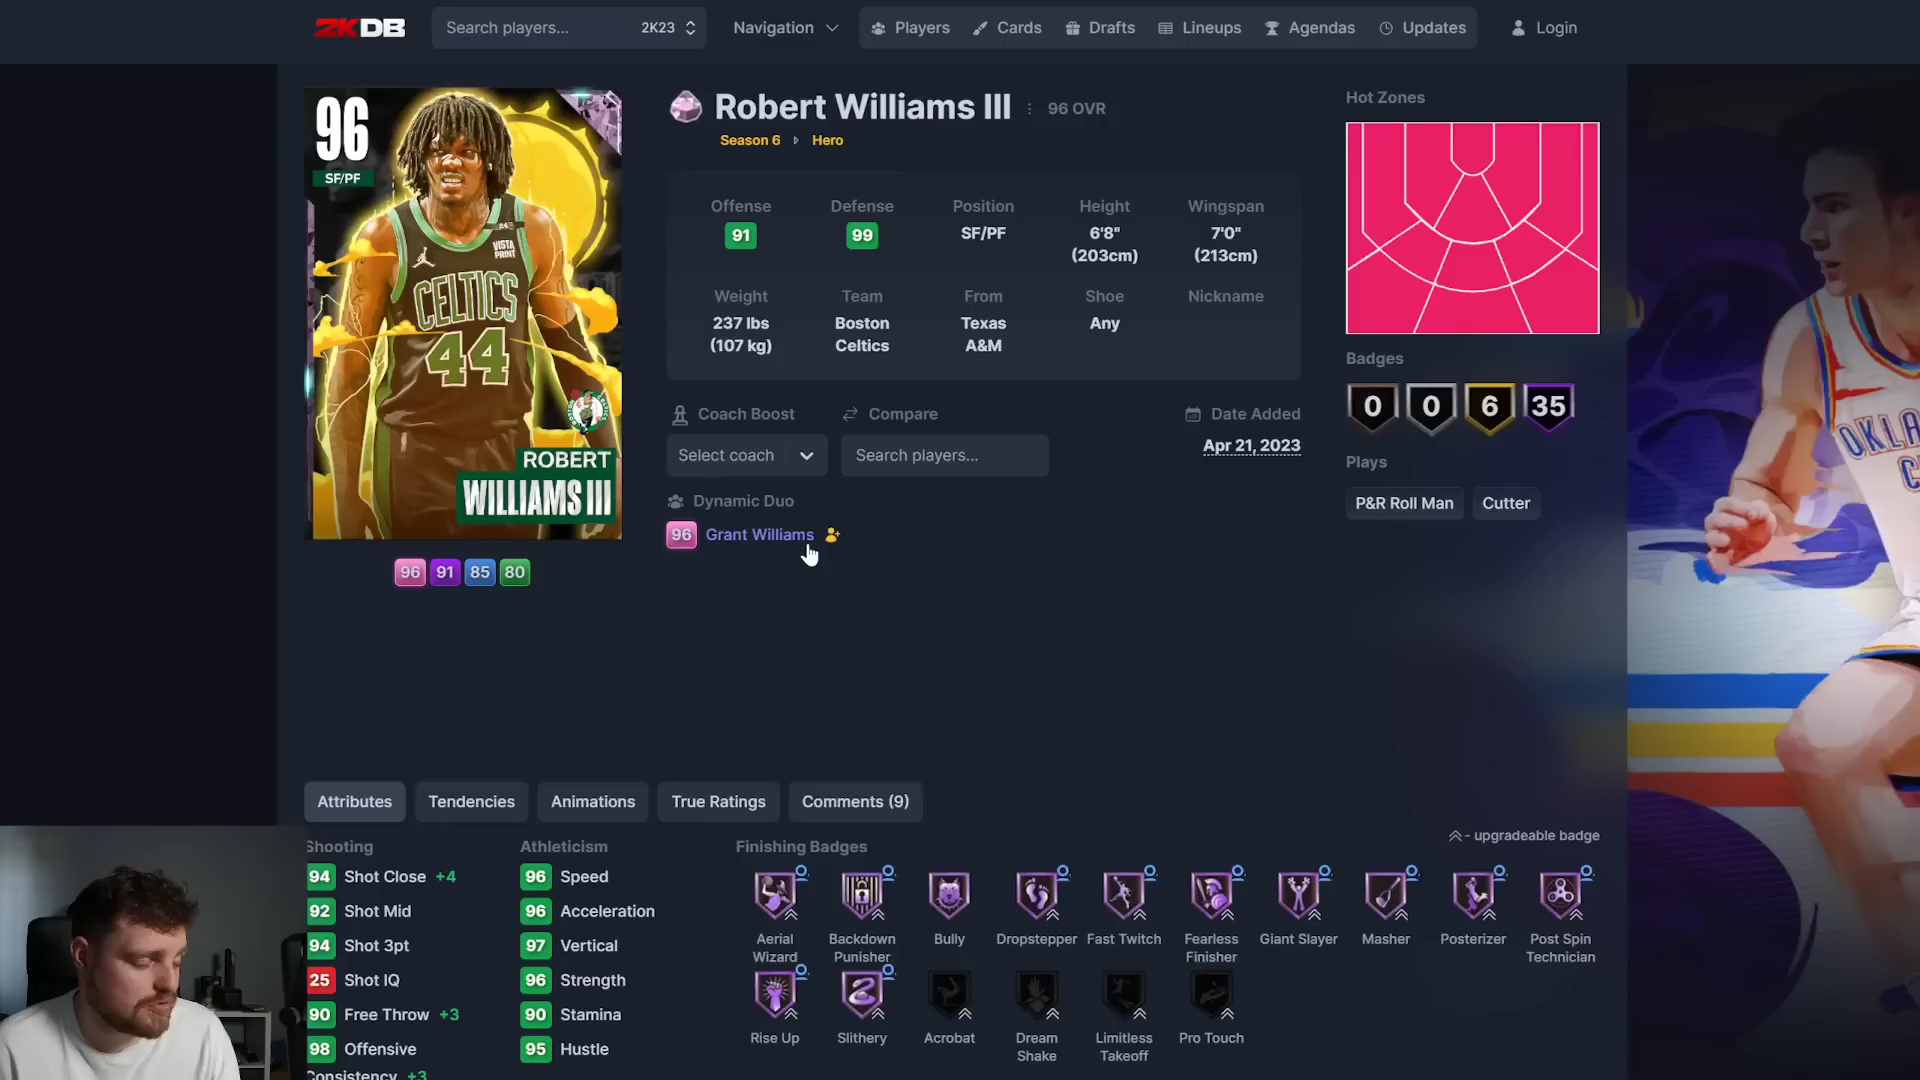 2KDB
Search players... 2K23
Navigation
Players
Cards
Drafts
Lineups
Agendas
Updates
Login
96
SF/PF
VISTA
PRINT
CELTICS
44
ROBERT
WILLIAMS III
96 91 85 80
Robert Williams III
96 OVR
Season 6 Hero
Offense Defense Position Height Wingspan
91 99 SF/PF 6'8" 7'0"
(203cm) (213cm)
Weight Team From Shoe Nickname
237 lbs Boston Texas Any
(107 kg) Celtics A&M
Coach Boost Compare Date Added
Select coach Search players... Apr 21, 2023
Dynamic Duo
96 Grant Williams
Hot Zones
Badges
0 0 6 35
Plays
P&R Roll Man Cutter
Attributes Tendencies Animations True Ratings Comments (9)
- upgradeable badge
Shooting
94 Shot Close +4
92 Shot Mid
94 Shot 3pt
25 Shot IQ
90 Free Throw +3
98 Offensive
Consistency +3
Athleticism
96 Speed
96 Acceleration
97 Vertical
96 Strength
90 Stamina
95 Hustle
Finishing Badges
Aerial Wizard
Backdown Punisher
Bully
Dropstepper
Fast Twitch
Fearless Finisher
Giant Slayer
Masher
Posterizer
Post Spin Technician
Rise Up
Slithery
Acrobat
Dream Shake
Limitless Takeoff
Pro Touch